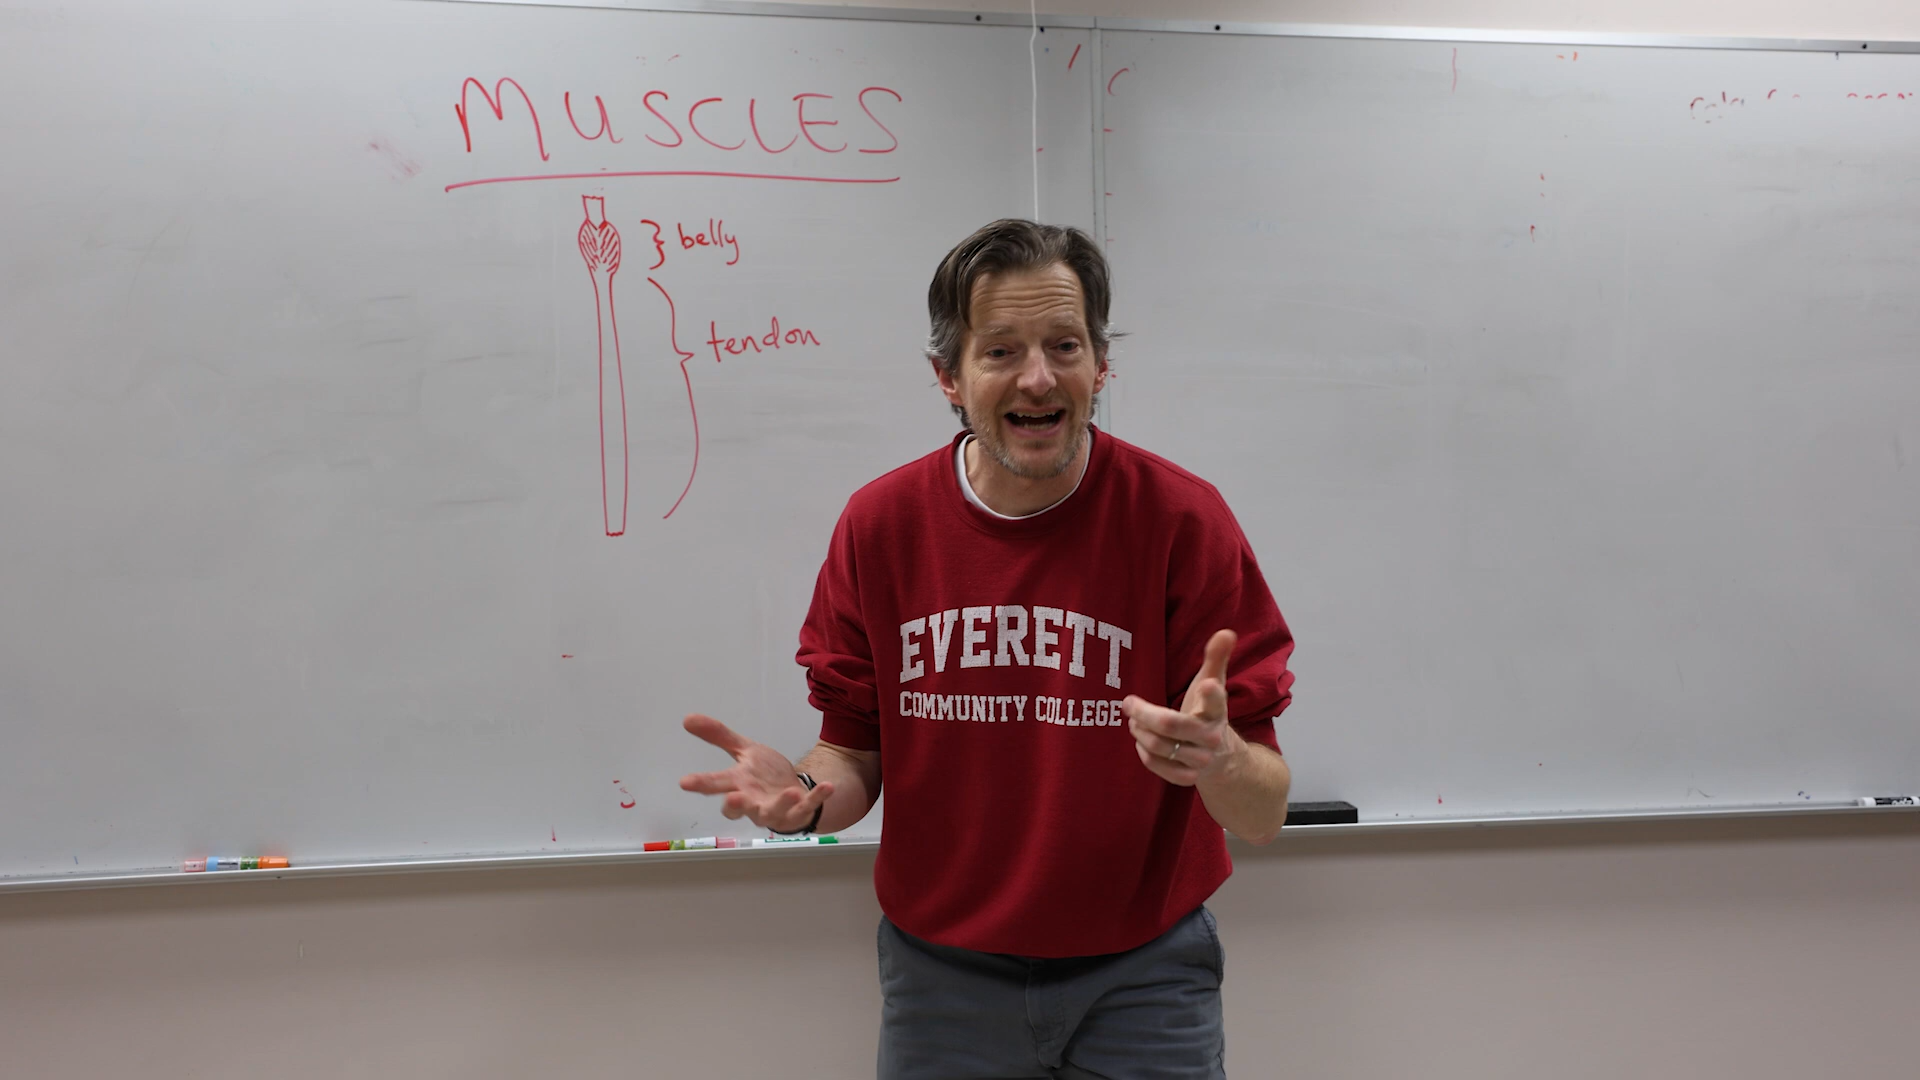 MUSCLES
} belly
} tendon
EVERETT
COMMUNITY COLLEGE